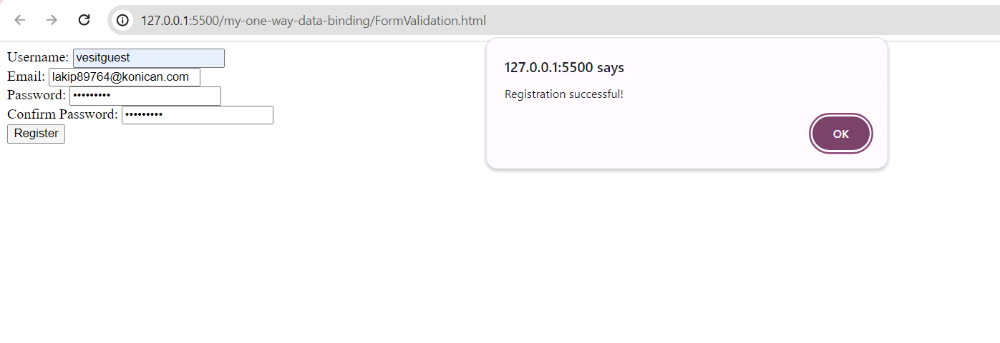 127.0.0.1:5500/my-one-way-data-binding/FormValidation.html
Username: vesitguest
Email: lakip89764@konican.com
Password: •••••••••
Confirm Password: •••••••••
Register
127.0.0.1:5500 says
Registration successful!
OK